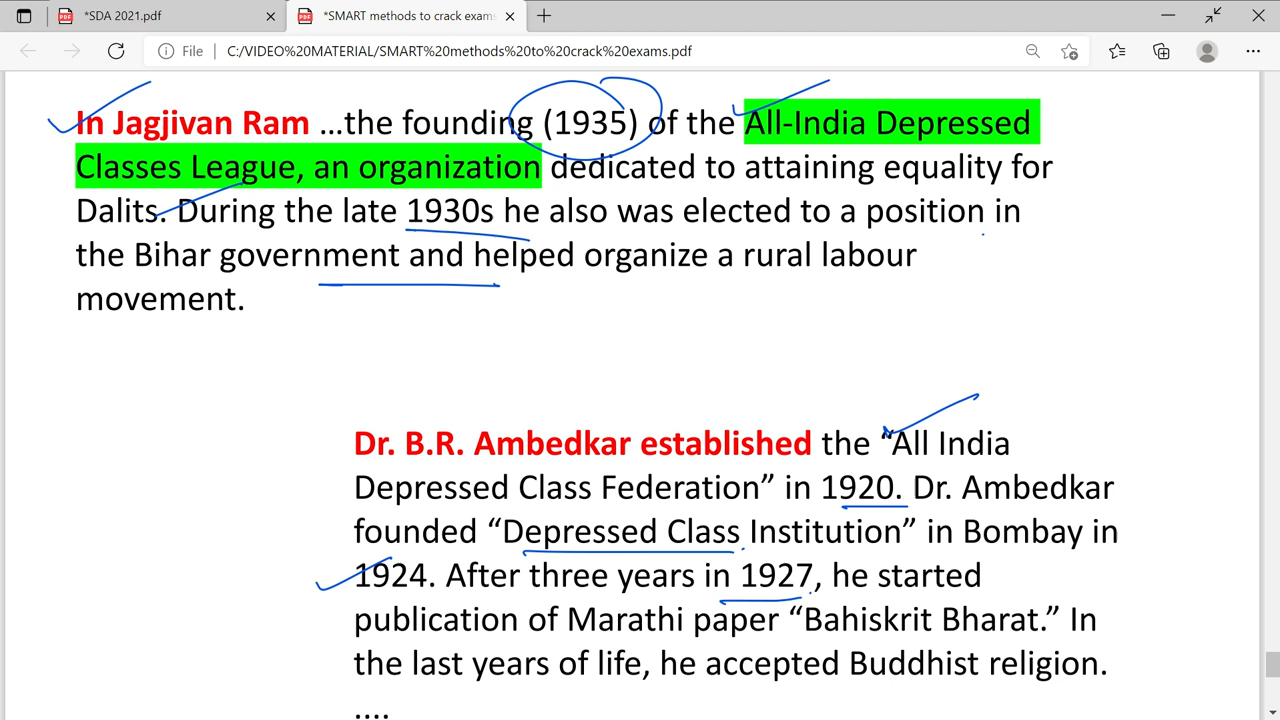 *SDA 2021.pdf
*SMART methods to crack exams
File C:/VIDEO%20MATERIAL/SMART%20methods%20to%20crack%20exams.pdf
In Jagjivan Ram ...the founding (1935) of the All-India Depressed
Classes League, an organization dedicated to attaining equality for
Dalits. During the late 1930s he also was elected to a position in
the Bihar government and helped organize a rural labour
movement.
Dr. B.R. Ambedkar established the “All India
Depressed Class Federation” in 1920. Dr. Ambedkar
founded “Depressed Class Institution” in Bombay in
1924. After three years in 1927, he started
publication of Marathi paper “Bahiskrit Bharat.” In
the last years of life, he accepted Buddhist religion.
....